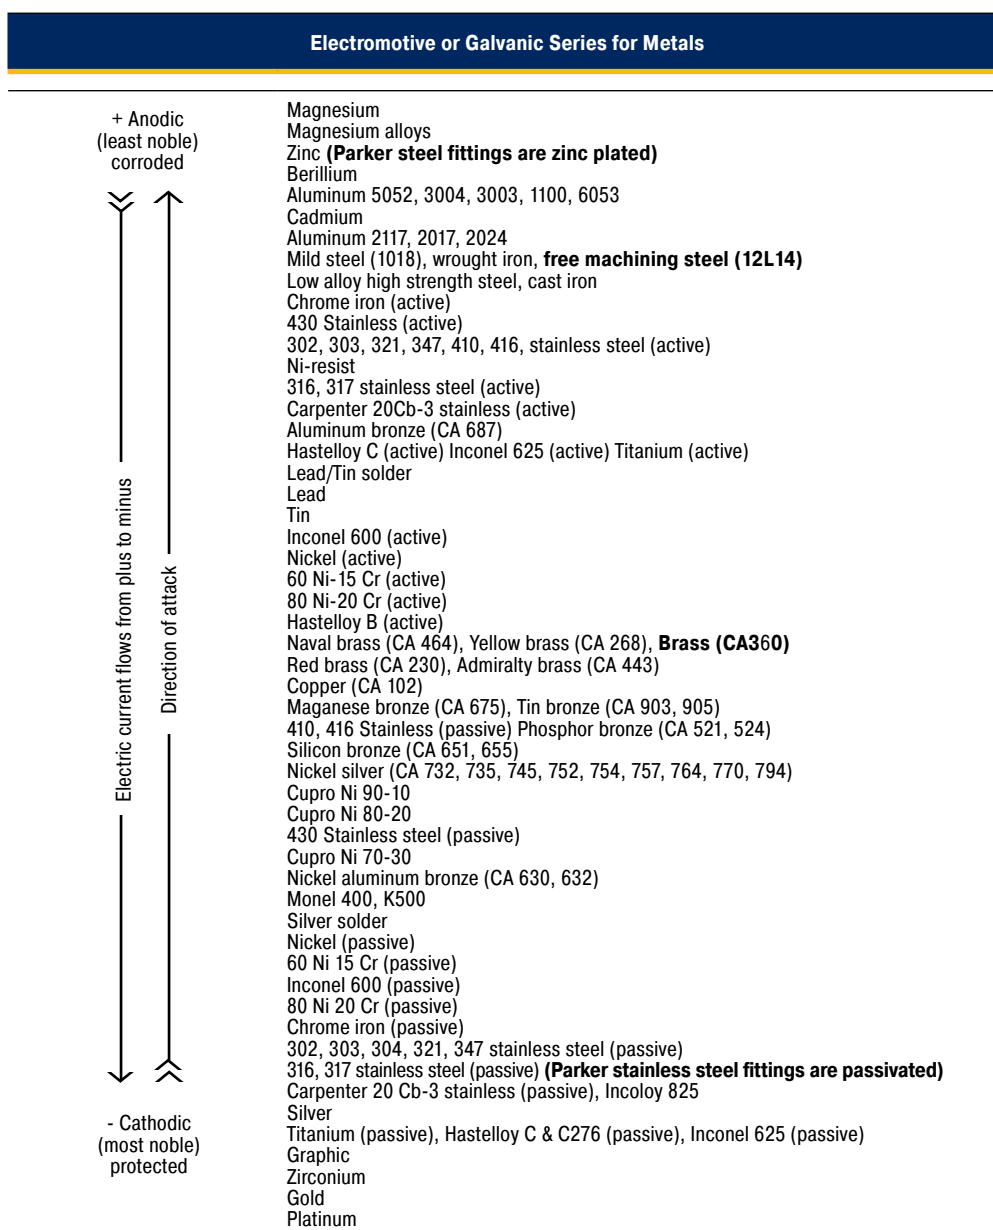 Electromotive or Galvanic Series for Metals
+ Anodic
(least noble)
corroded
Electric current flows from plus to minus
Direction of attack
- Cathodic
(most noble)
protected
Magnesium
Magnesium alloys
Zinc (Parker steel fittings are zinc plated)
Berillium
Aluminum 5052, 3004, 3003, 1100, 6053
Cadmium
Aluminum 2117, 2017, 2024
Mild steel (1018), wrought iron, free machining steel (12L14)
Low alloy high strength steel, cast iron
Chrome iron (active)
430 Stainless (active)
302, 303, 321, 347, 410, 416, stainless steel (active)
Ni-resist
316, 317 stainless steel (active)
Carpenter 20Cb-3 stainless (active)
Aluminum bronze (CA 687)
Hastelloy C (active) Inconel 625 (active) Titanium (active)
Lead/Tin solder
Lead
Tin
Inconel 600 (active)
Nickel (active)
60 Ni-15 Cr (active)
80 Ni-20 Cr (active)
Hastelloy B (active)
Naval brass (CA 464), Yellow brass (CA 268), Brass (CA360)
Red brass (CA 230), Admiralty brass (CA 443)
Copper (CA 102)
Maganese bronze (CA 675), Tin bronze (CA 903, 905)
410, 416 Stainless (passive) Phosphor bronze (CA 521, 524)
Silicon bronze (CA 651, 655)
Nickel silver (CA 732, 735, 745, 752, 754, 757, 764, 770, 794)
Cupro Ni 90-10
Cupro Ni 80-20
430 Stainless steel (passive)
Cupro Ni 70-30
Nickel aluminum bronze (CA 630, 632)
Monel 400, K500
Silver solder
Nickel (passive)
60 Ni 15 Cr (passive)
Inconel 600 (passive)
80 Ni 20 Cr (passive)
Chrome iron (passive)
302, 303, 304, 321, 347 stainless steel (passive)
316, 317 stainless steel (passive) (Parker stainless steel fittings are passivated)
Carpenter 20 Cb-3 stainless (passive), Incoloy 825
Silver
Titanium (passive), Hastelloy C & C276 (passive), Inconel 625 (passive)
Graphic
Zirconium
Gold
Platinum